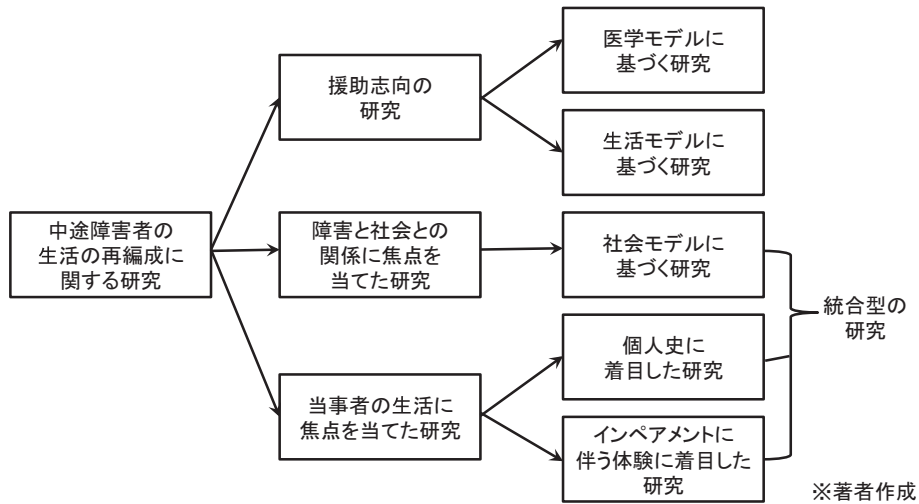 中途障害者の
生活の再編成に
関する研究
援助志向の
研究
障害と社会との
関係に焦点を
当てた研究
当事者の生活に
焦点を当てた研究
医学モデルに
基づく研究
生活モデルに
基づく研究
社会モデルに
基づく研究
個人史に
着目した研究
インペアメントに
伴う体験に着目した
研究
統合型の
研究
※著者作成